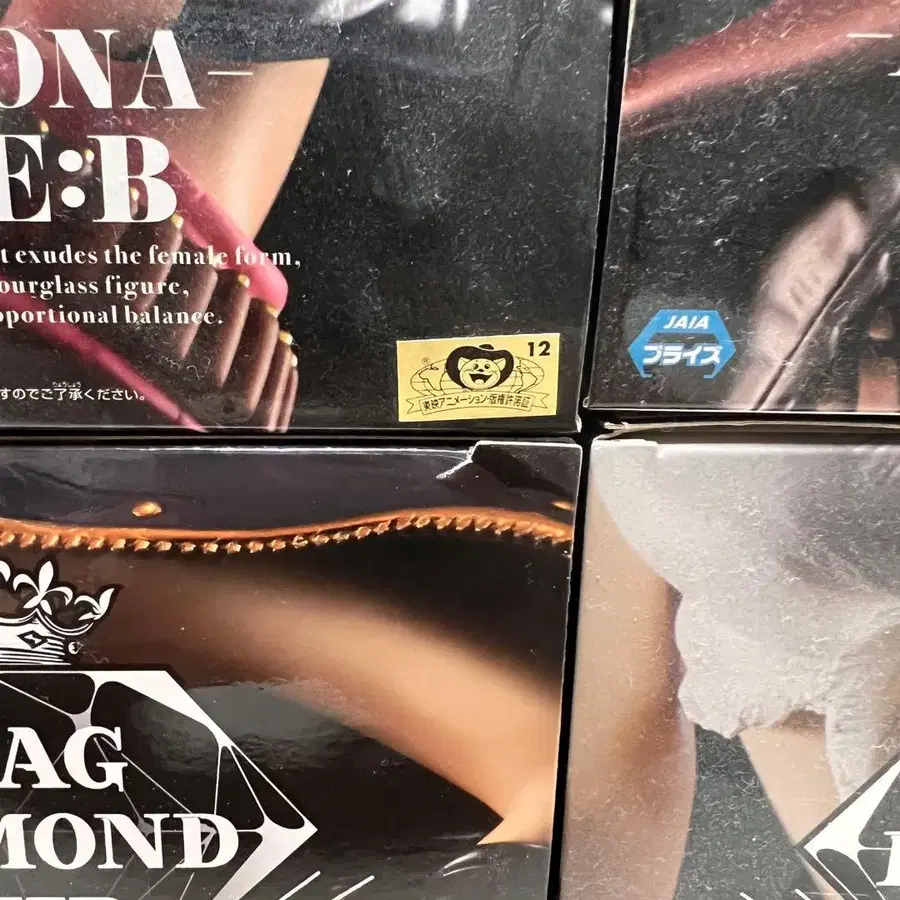 ONA–
E:B
t exudes the female form,
ourglass figure,
portional balance.
すのでご了承ください。
12
東映アニメーション・版権許諾証
JAIA
プライズ
AG
MOND